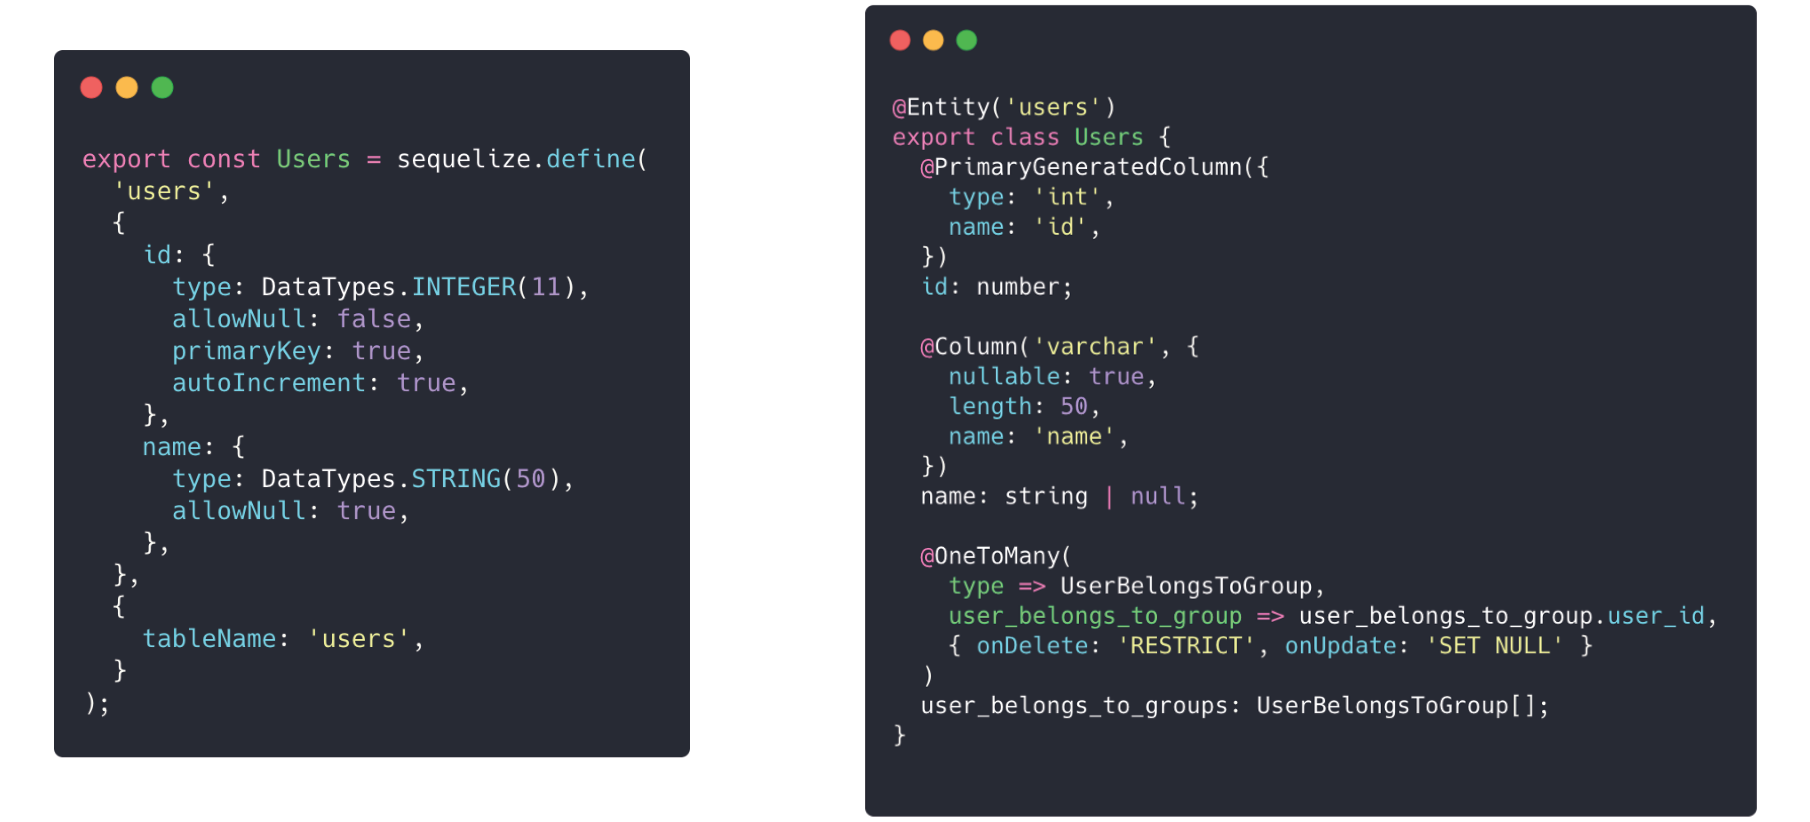 export const Users = sequelize.define(
  'users',
  {
    id: {
      type: DataTypes.INTEGER(11),
      allowNull: false,
      primaryKey: true,
      autoIncrement: true,
    },
    name: {
      type: DataTypes.STRING(50),
      allowNull: true,
    },
  },
  {
    tableName: 'users',
  }
);
@Entity('users')
export class Users {
  @PrimaryGeneratedColumn({
    type: 'int',
    name: 'id',
  })
  id: number;
  @Column('varchar', {
    nullable: true,
    length: 50,
    name: 'name',
  })
  name: string | null;
  @OneToMany(
    type => UserBelongsToGroup,
    user_belongs_to_group => user_belongs_to_group.user_id,
    { onDelete: 'RESTRICT', onUpdate: 'SET NULL' }
  )
  user_belongs_to_groups: UserBelongsToGroup[];
}